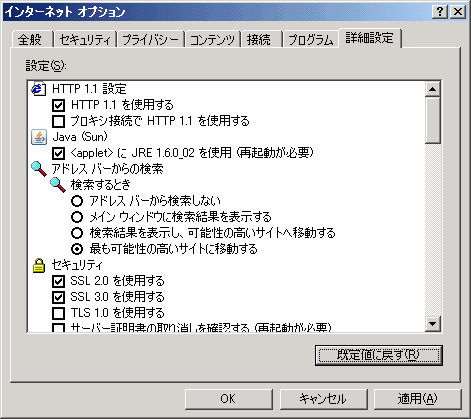 インターネット オプション
全般 セキュリティ プライバシー コンテンツ 接続 プログラム 詳細設定
設定(S):
HTTP 1.1 設定
HTTP 1.1 を使用する
プロキシ接続で HTTP 1.1 を使用する
Java (Sun)
<applet> に JRE 1.6.0_02 を使用 (再起動が必要)
アドレス バーからの検索
検索するとき
アドレス バーから検索しない
メイン ウィンドウに検索結果を表示する
検索結果を表示し、可能性の高いサイトへ移動する
最も可能性の高いサイトに移動する
セキュリティ
SSL 2.0 を使用する
SSL 3.0 を使用する
TLS 1.0 を使用する
サーバー証明書の取り消しを確認する (再起動が必要)
既定値に戻す(R)
OK キャンセル 適用(A)